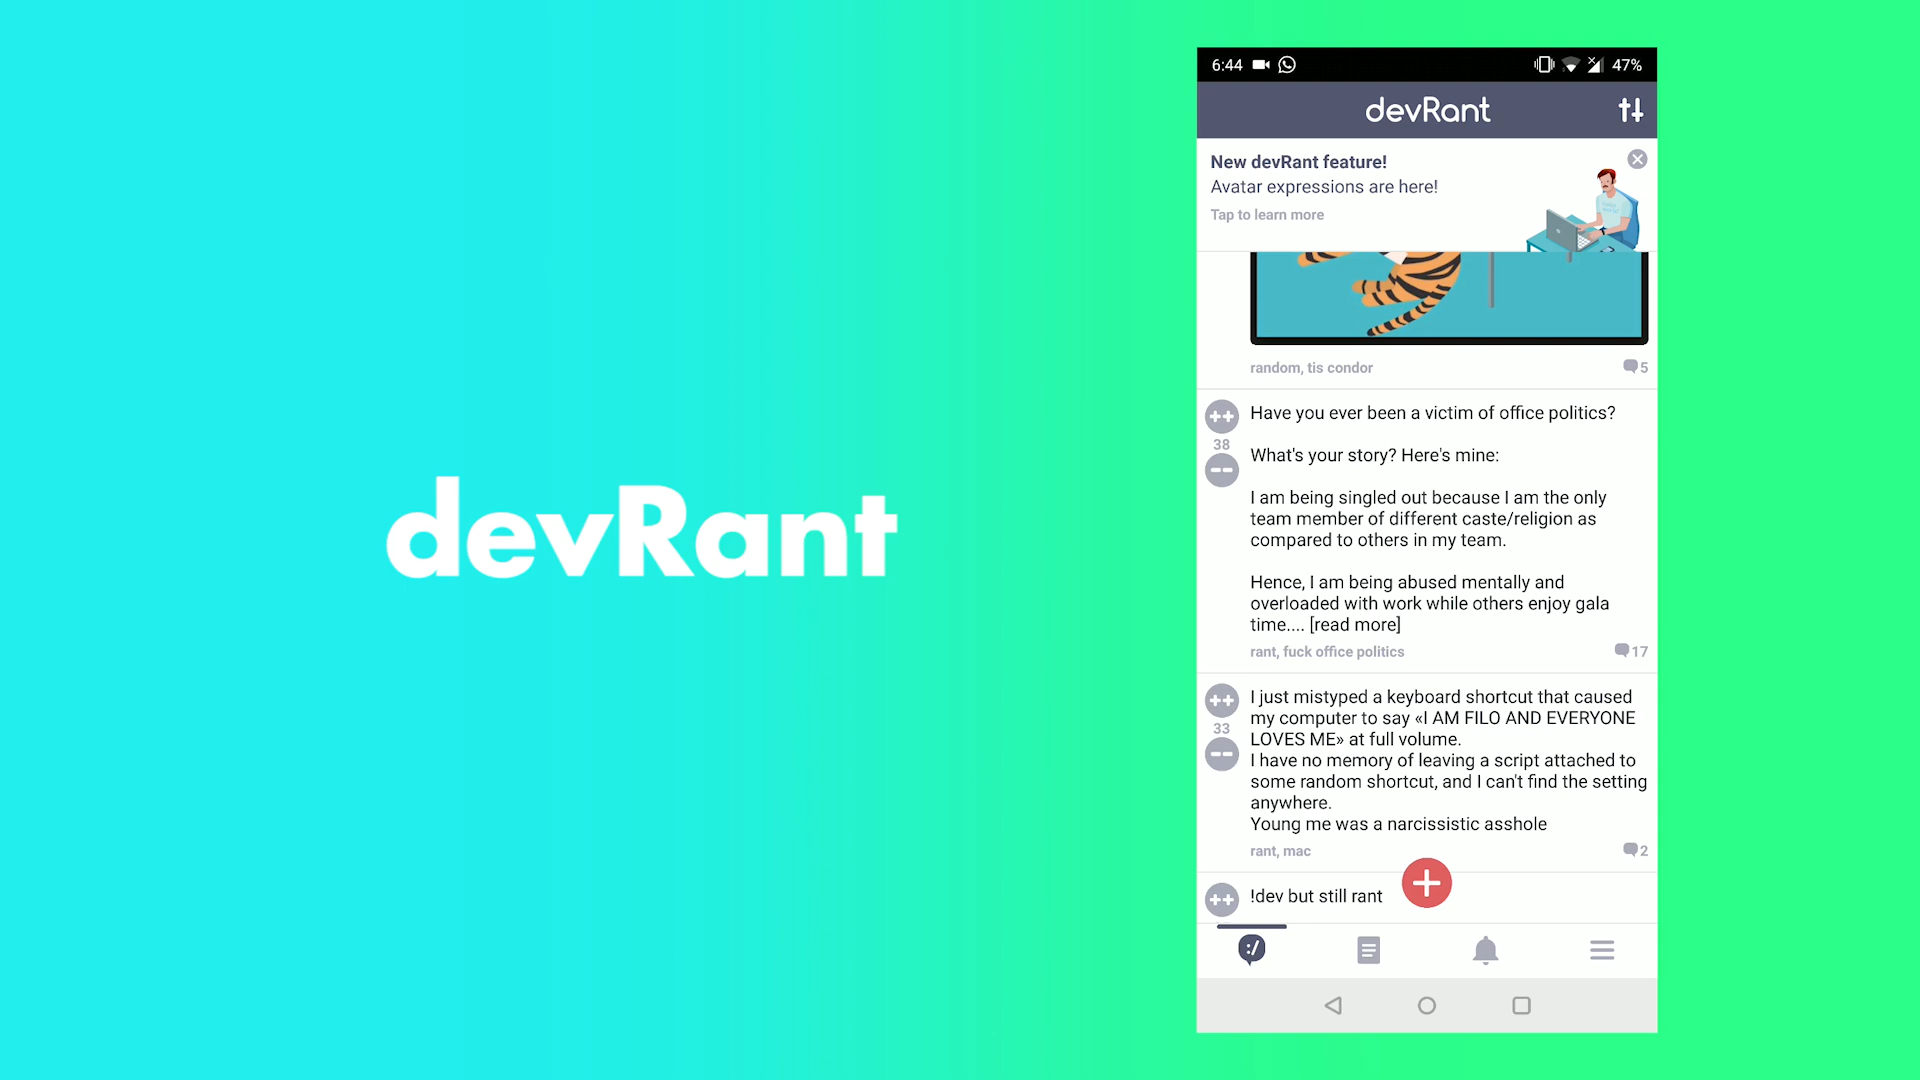 devRant
6:44
47%
devRant
New devRant feature!
Avatar expressions are here!
Tap to learn more
random, tis condor
5
++
38
--
Have you ever been a victim of office politics?
What's your story? Here's mine:
I am being singled out because I am the only
team member of different caste/religion as
compared to others in my team.
Hence, I am being abused mentally and
overloaded with work while others enjoy gala
time.... [read more]
rant, fuck office politics
17
++
33
--
I just mistyped a keyboard shortcut that caused
my computer to say «I AM FILO AND EVERYONE
LOVES ME» at full volume.
I have no memory of leaving a script attached to
some random shortcut, and I can't find the setting
anywhere.
Young me was a narcissistic asshole
rant, mac
2
++
!dev but still rant
:/